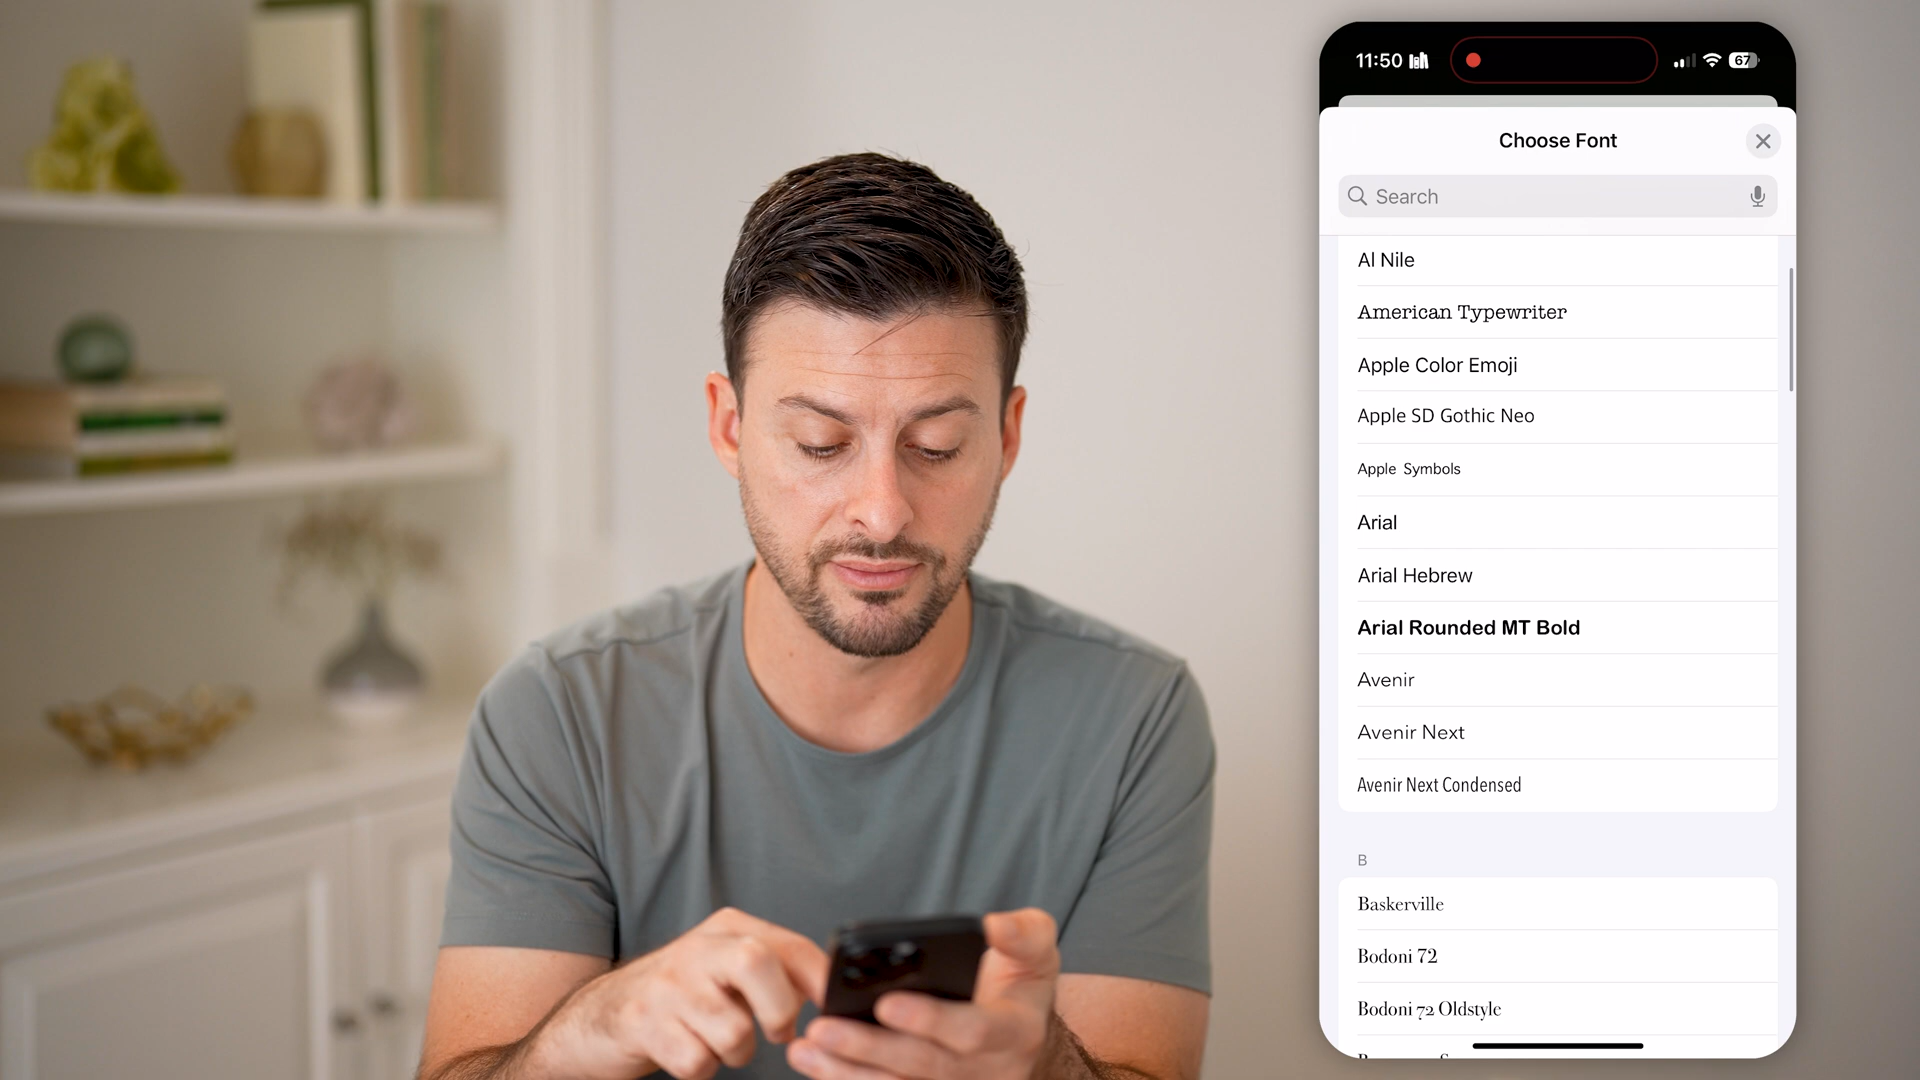 11:50
67
Choose Font
Search
Al Nile
American Typewriter
Apple Color Emoji
Apple SD Gothic Neo
Apple Symbols
Arial
Arial Hebrew
Arial Rounded MT Bold
Avenir
Avenir Next
Avenir Next Condensed
B
Baskerville
Bodoni 72
Bodoni 72 Oldstyle